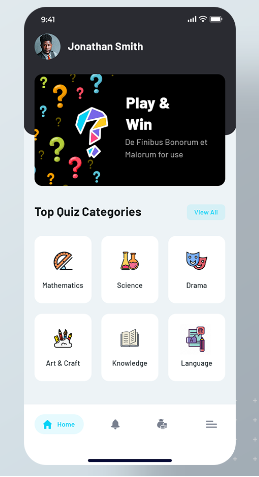 9:41
Jonathan Smith
Play &
Win
De Finibus Bonorum et
Malorum for use
Top Quiz Categories
View All
Mathematics
Science
Drama
Art & Craft
Knowledge
Language
Home